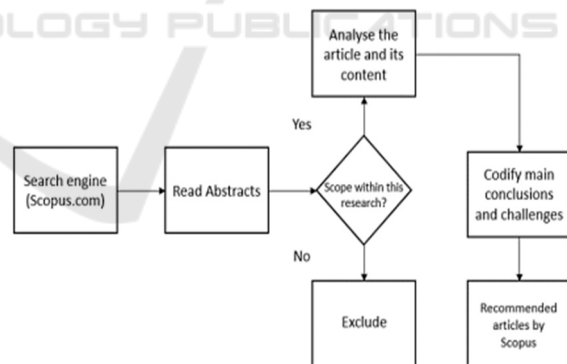 OLOGY PUBLICATIONS
Analyse the
article and its
content
Yes
Search engine
(Scopus.com)
Read Abstracts
Scope within this
research?
Codify main
conclusions
and challenges
No
Exclude
Recommended
articles by
Scopus